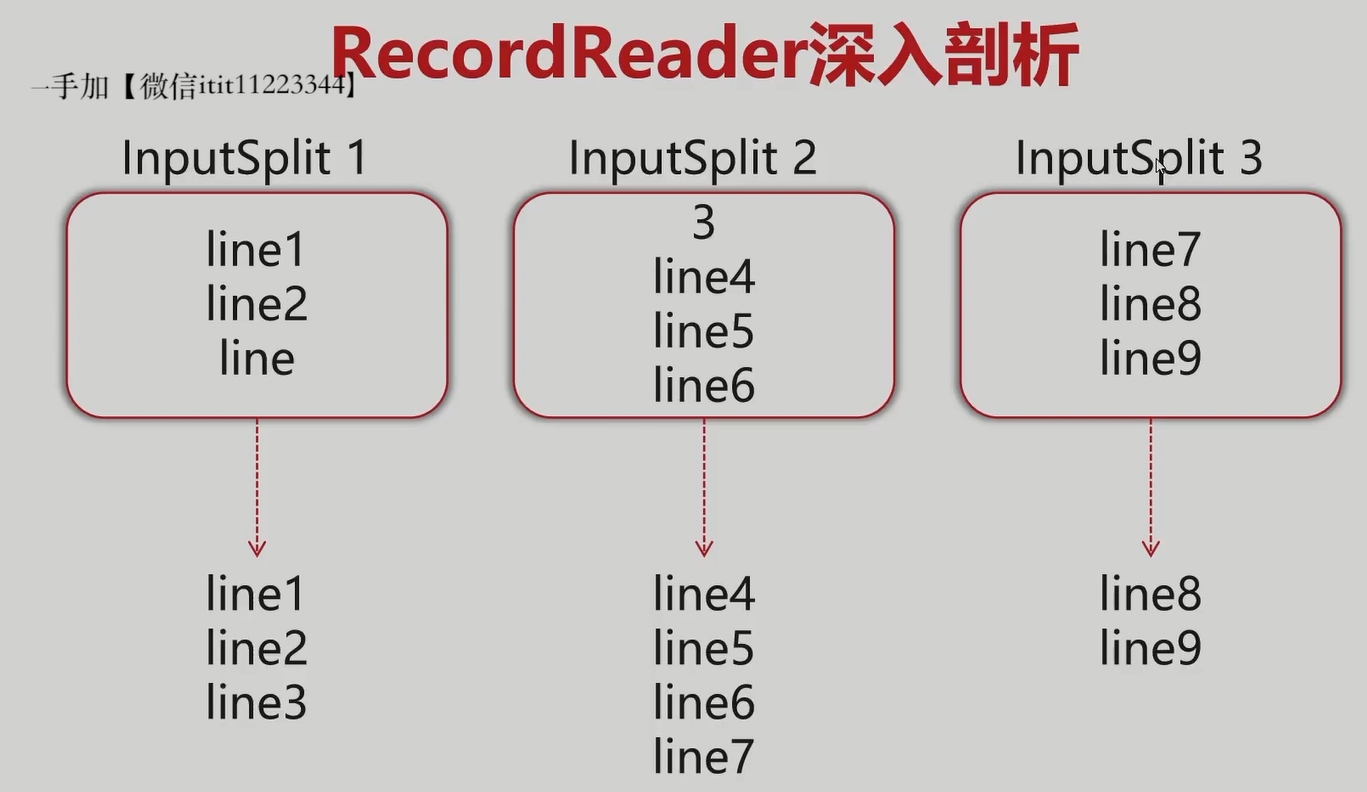 RecordReader深入剖析
一手加【微信itit11223344】
InputSplit 1
line1
line2
line
line1
line2
line3
InputSplit 2
3
line4
line5
line6
line4
line5
line6
line7
InputSplit 3
line7
line8
line9
line8
line9